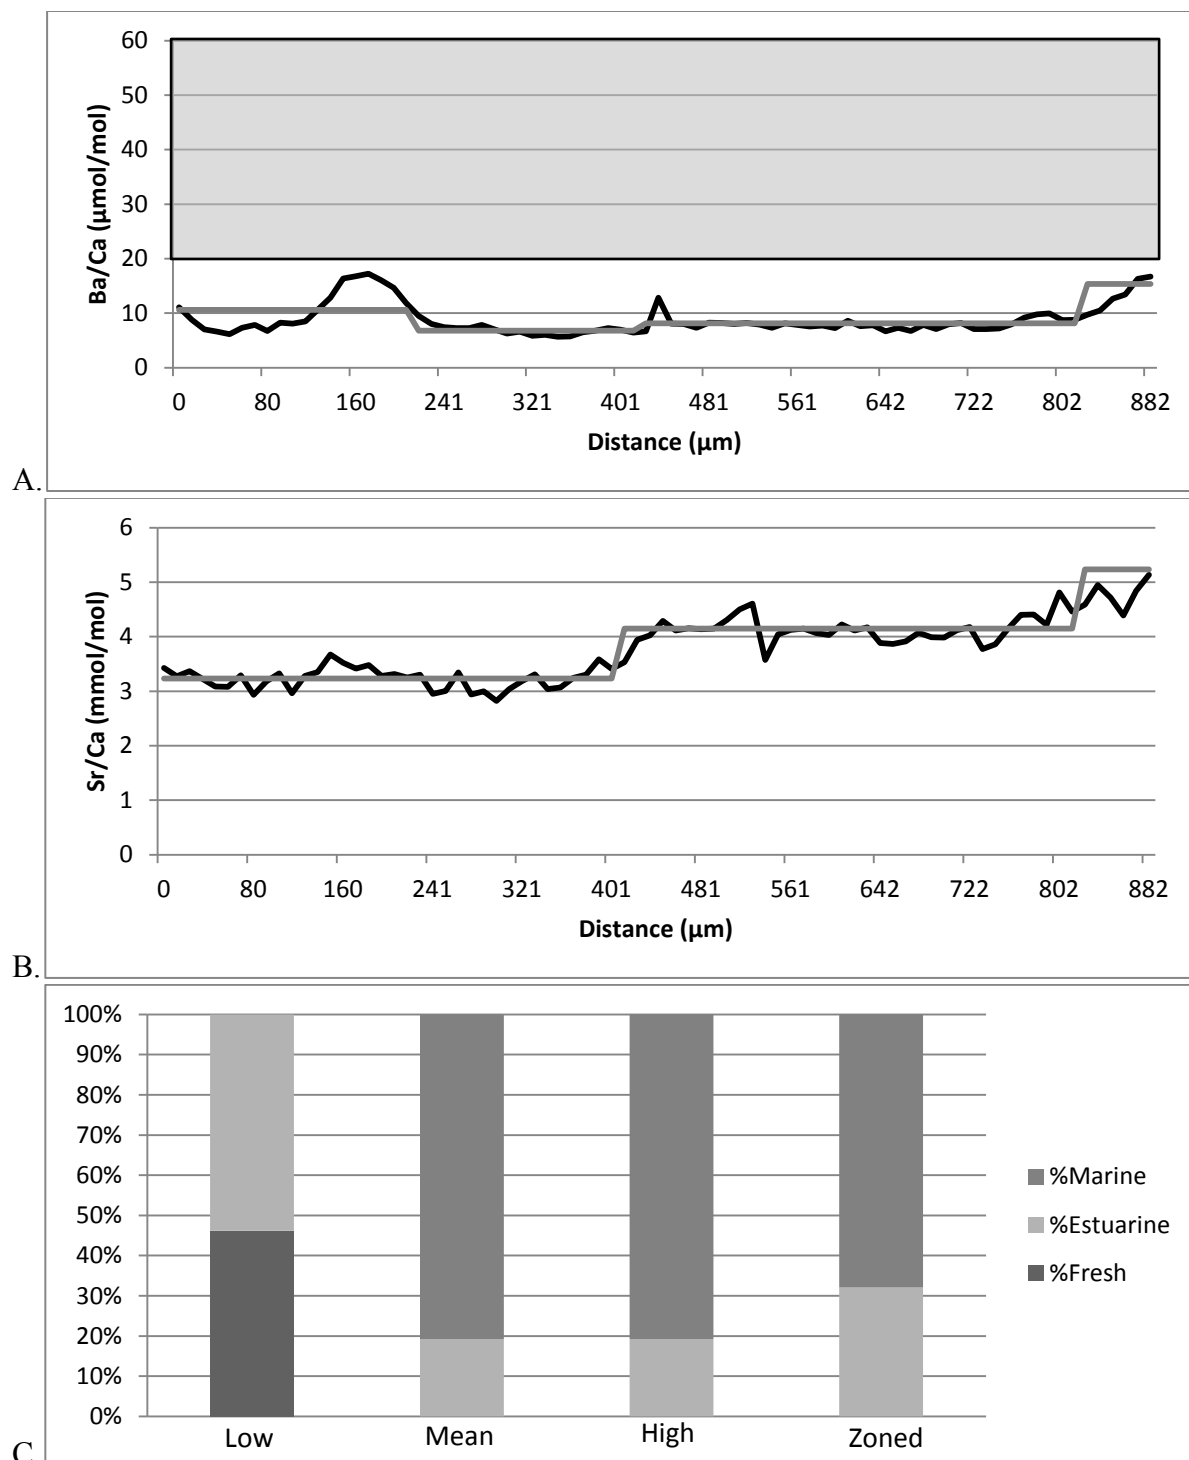 60
50
40
30
20
10
0
Ba/Ca (µmol/mol)
0 80 160 241 321 401 481 561 642 722 802 882
Distance (µm)
A.
6
5
4
3
2
1
0
Sr/Ca (mmol/mol)
0 80 160 241 321 401 481 561 642 722 802 882
Distance (µm)
B.
100%
90%
80%
70%
60%
50%
40%
30%
20%
10%
0%
Low Mean High Zoned
%Marine
%Estuarine
%Fresh
C